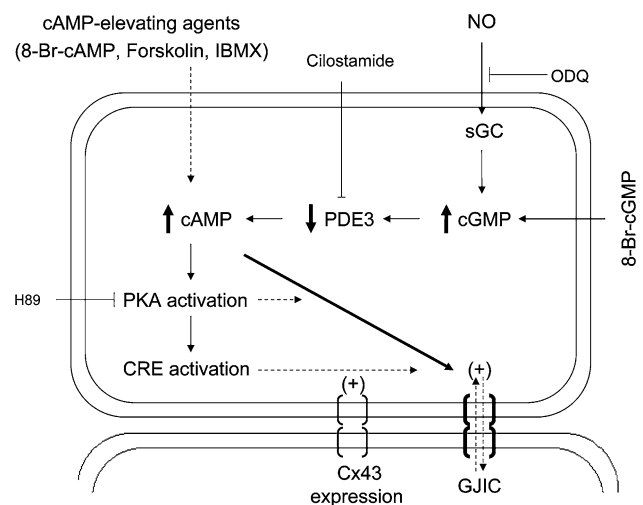 cAMP-elevating agents
(8-Br-cAMP, Forskolin, IBMX)
Cilostamide
NO
ODQ
sGC
cAMP
PDE3
cGMP
8-Br-cGMP
H89
PKA activation
CRE activation
(+)
(+)
Cx43
expression
GJIC